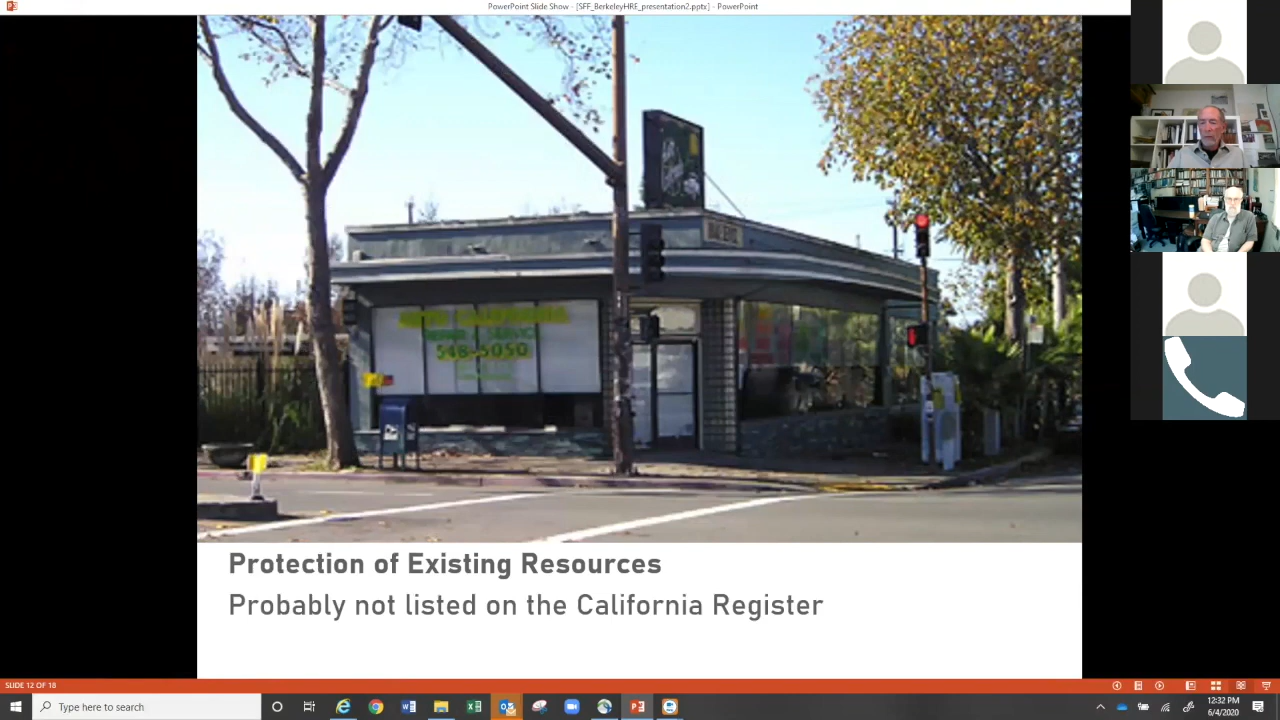 PowerPoint Slide Show - [SFF_BerkeleyHRE_presentation2.pptx] - PowerPoint
548-5050
Protection of Existing Resources
Probably not listed on the California Register
SLIDE 12 OF 18
Type here to search
12:32 PM
6/4/2020